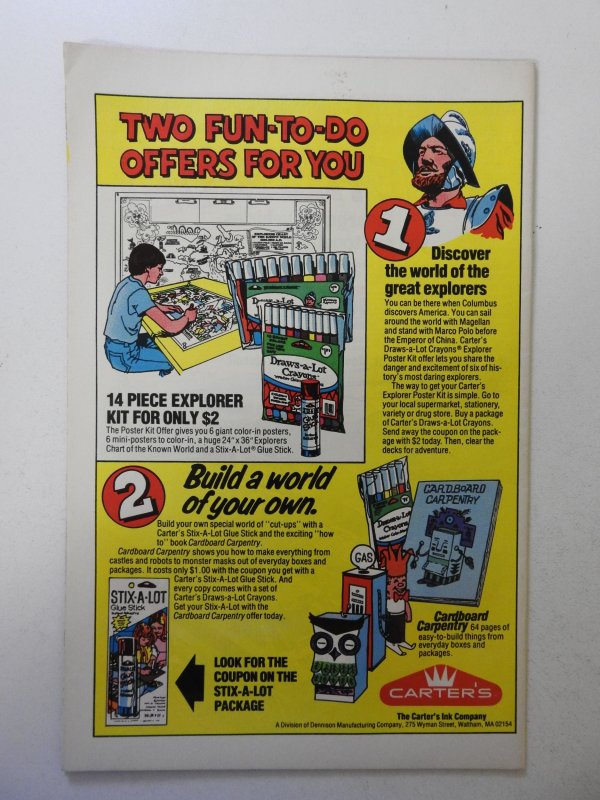 TWO FUN-TO-DO
OFFERS FOR YOU
1
Discover
the world of the
great explorers
You can be there when Columbus
discovers America. You can sail
around the world with Magellan
and stand with Marco Polo before
the Emperor of China. Carter's
Draws-a-Lot Crayons® Explorer
Poster Kit offer lets you share the
danger and excitement of six of his-
tory's most daring explorers.
The way to get your Carter's
Explorer Poster Kit is simple. Go to
your local supermarket, stationery,
variety or drug store. Buy a package
of Carter's Draws-a-Lot Crayons.
Send away the coupon on the pack-
age with $2 today. Then, clear the
decks for adventure.
Draws-a-Lot
Draws-a-Lot
Crayons
14 PIECE EXPLORER
KIT FOR ONLY $2
The Poster Kit Offer gives you 6 giant color-in posters,
6 mini-posters to color-in, a huge 24" x 36" Explorers
Chart of the Known World and a Stix-A-Lot® Glue Stick.
2
Build a world
of your own.
Build your own special world of "cut-ups" with a
Carter's Stix-A-Lot Glue Stick and the exciting "how
to" book Cardboard Carpentry.
Cardboard Carpentry shows you how to make everything from
castles and robots to monster masks out of everyday boxes and
packages. It costs only $1.00 with the coupon you get with a
Carter's Stix-A-Lot Glue Stick. And
every copy comes with a set of
Carter's Draws-a-Lot Crayons.
Get your Stix-A-Lot with the
Cardboard Carpentry offer today.
STIX-A-LOT
Glue Stick
LOOK FOR THE
COUPON ON THE
STIX-A-LOT
PACKAGE
Draws-a-Lot
Crayons
CARDBOARD
CARPENTRY
GAS
Cardboard
Carpentry 64 pages of
easy-to-build things from
everyday boxes and
packages.
CARTER'S
The Carter's Ink Company
A Division of Dennison Manufacturing Company, 275 Wyman Street, Waltham, MA 02154